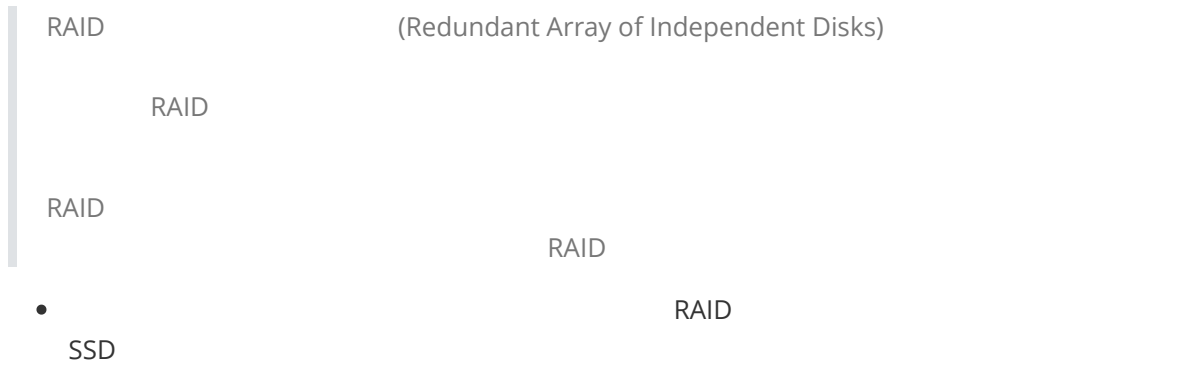 RAID (Redundant Array of Independent Disks)
RAID
RAID
RAID
RAID
SSD